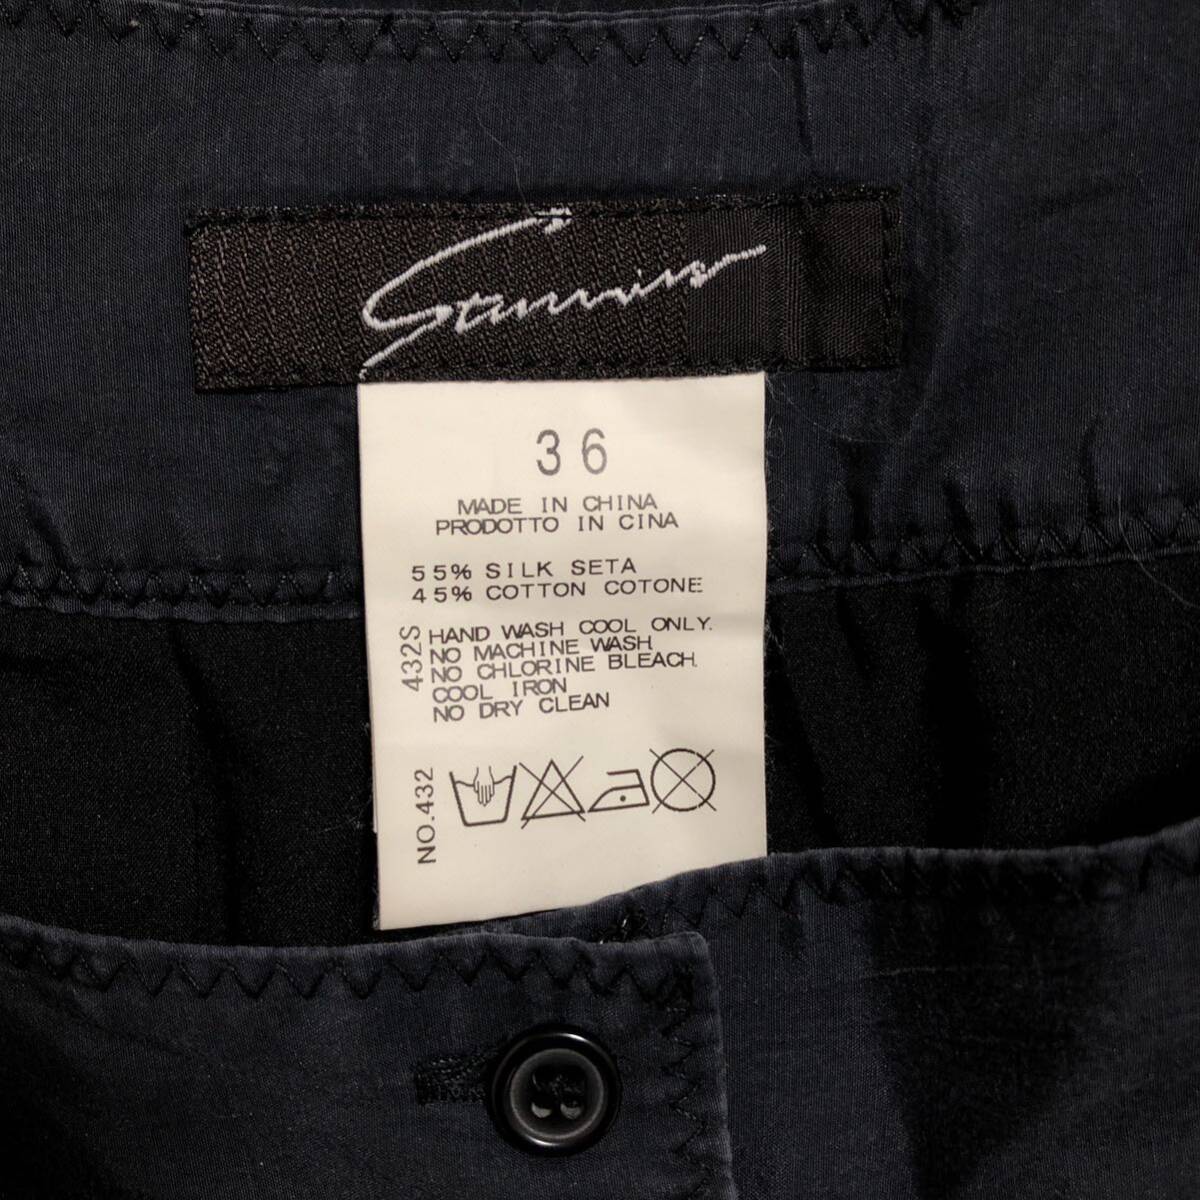 36
MADE IN CHINA
PRODOTTO IN CINA
55% SILK SETA
45% COTTON COTONE
432S
HAND WASH COOL ONLY.
NO MACHINE WASH
NO CHLORINE BLEACH.
COOL IRON
NO DRY CLEAN
NO.432